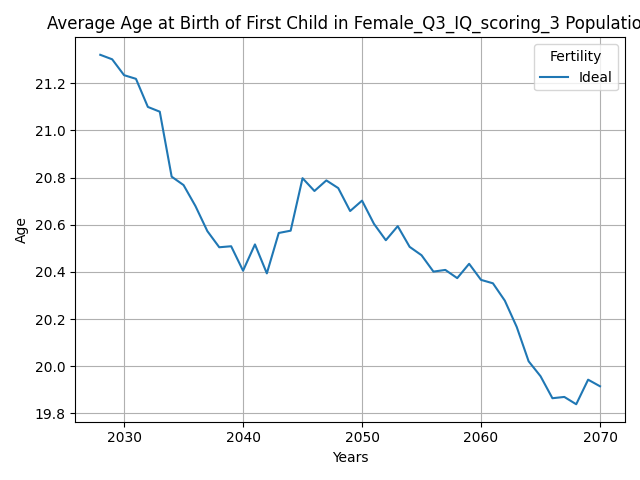 Average Age at Birth of First Child in Female_Q3_IQ_scoring_3 Populatio
Fertility
Ideal
21.2
21.0
20.8
20.6
20.4
20.2
20.0
19.8
Age
2030 2040 2050 2060 2070
Years